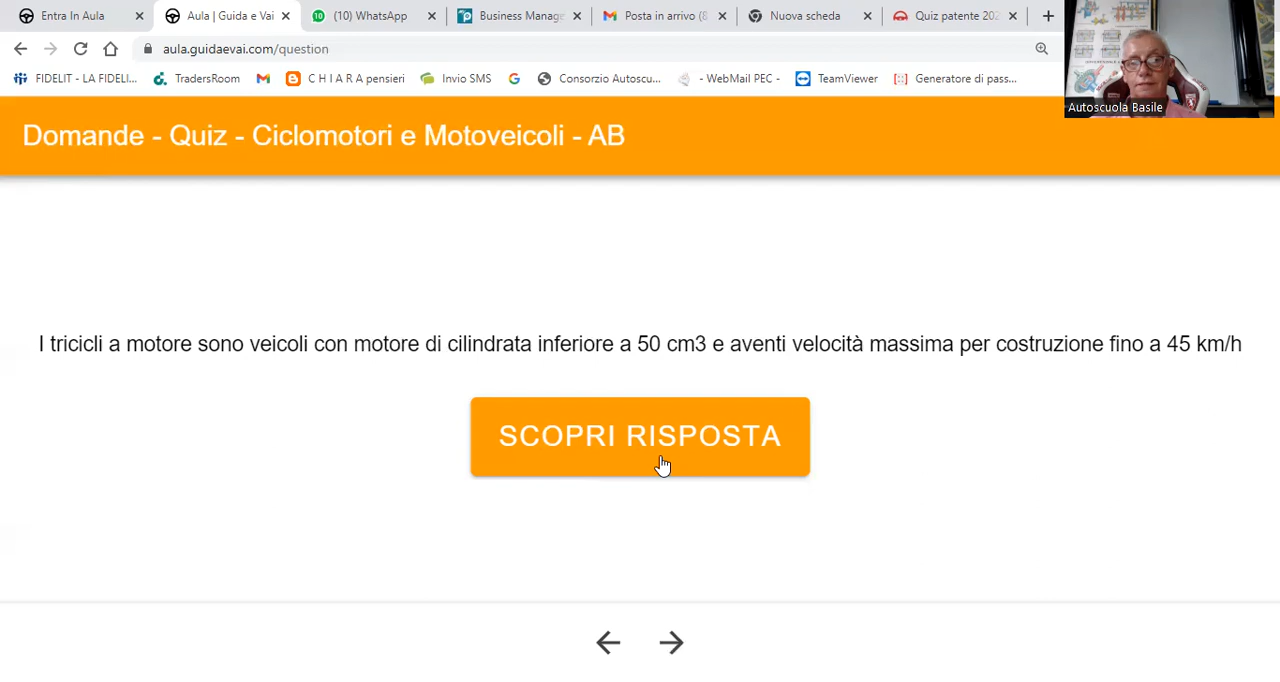 Entra In Aula
Aula | Guida e Vai
(10) WhatsApp
Business Manage
Posta in arrivo (8
Nuova scheda
Quiz patente 202
aula.guidaevai.com/question
FIDELIT - LA FIDELI...
TradersRoom
C H I A R A pensieri
Invio SMS
Consorzio Autoscu...
- WebMail PEC -
TeamViewer
Generatore di pass...
Autoscuola Basile
Domande - Quiz - Ciclomotori e Motoveicoli - AB
I tricicli a motore sono veicoli con motore di cilindrata inferiore a 50 cm3 e aventi velocità massima per costruzione fino a 45 km/h
SCOPRI RISPOSTA